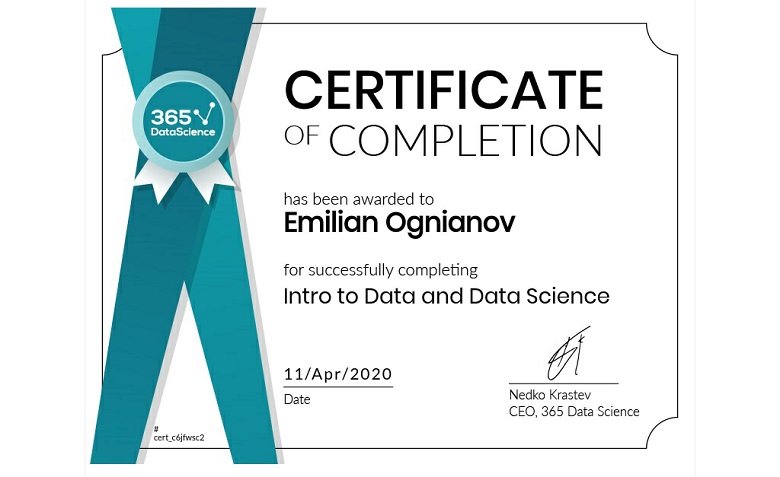 365
DataScience
CERTIFICATE
OF COMPLETION
has been awarded to
Emilian Ognianov
for successfully completing
Intro to Data and Data Science
11/Apr/2020
Date
Nedko Krastev
CEO, 365 Data Science
#
cert_c6jfwsc2